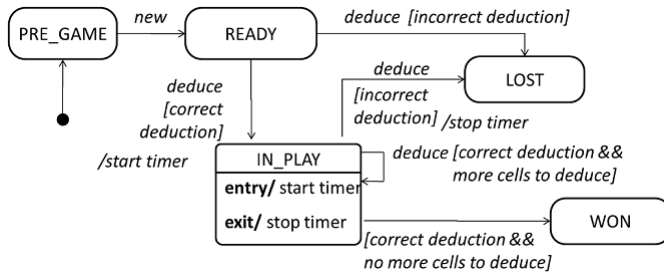 new
deduce [incorrect deduction]
PRE_GAME
READY
deduce
[correct
deduction]
/start timer
deduce
[incorrect
deduction]
/stop timer
LOST
IN_PLAY
entry/ start timer
exit/ stop timer
deduce [correct deduction &&
more cells to deduce]
WON
[correct deduction &&
no more cells to deduce]